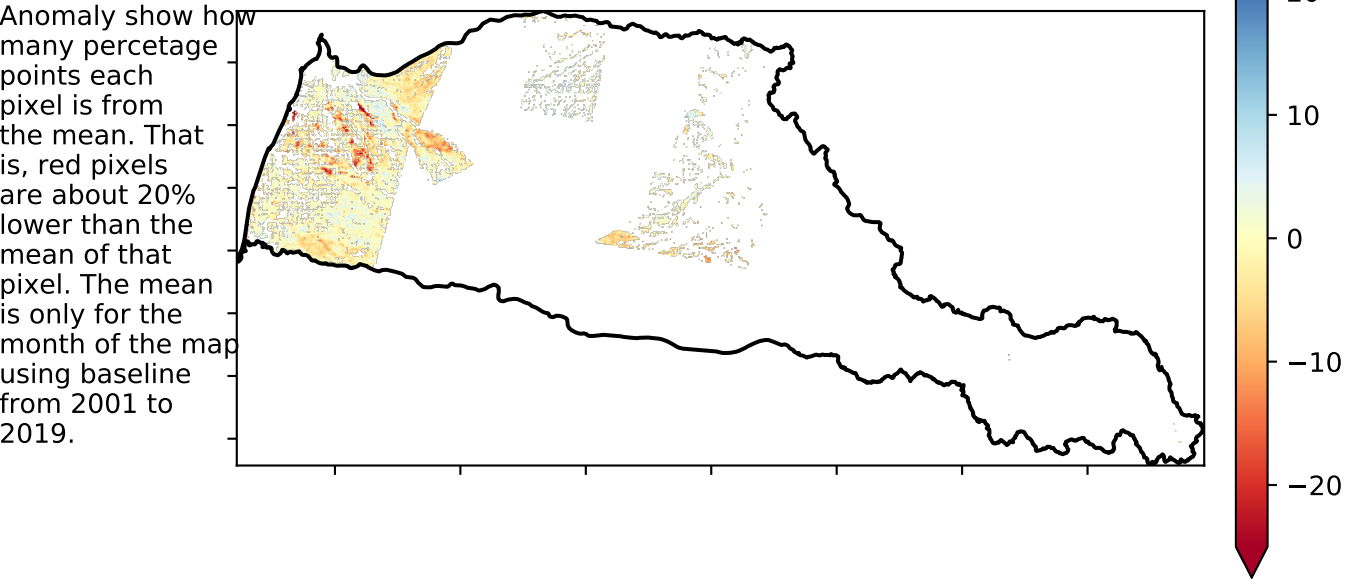 Anomaly show how
many percetage
points each
pixel is from
the mean. That
is, red pixels
are about 20%
lower than the
mean of that
pixel. The mean
is only for the
month of the map
using baseline
from 2001 to
2019.
10
0
−10
−20